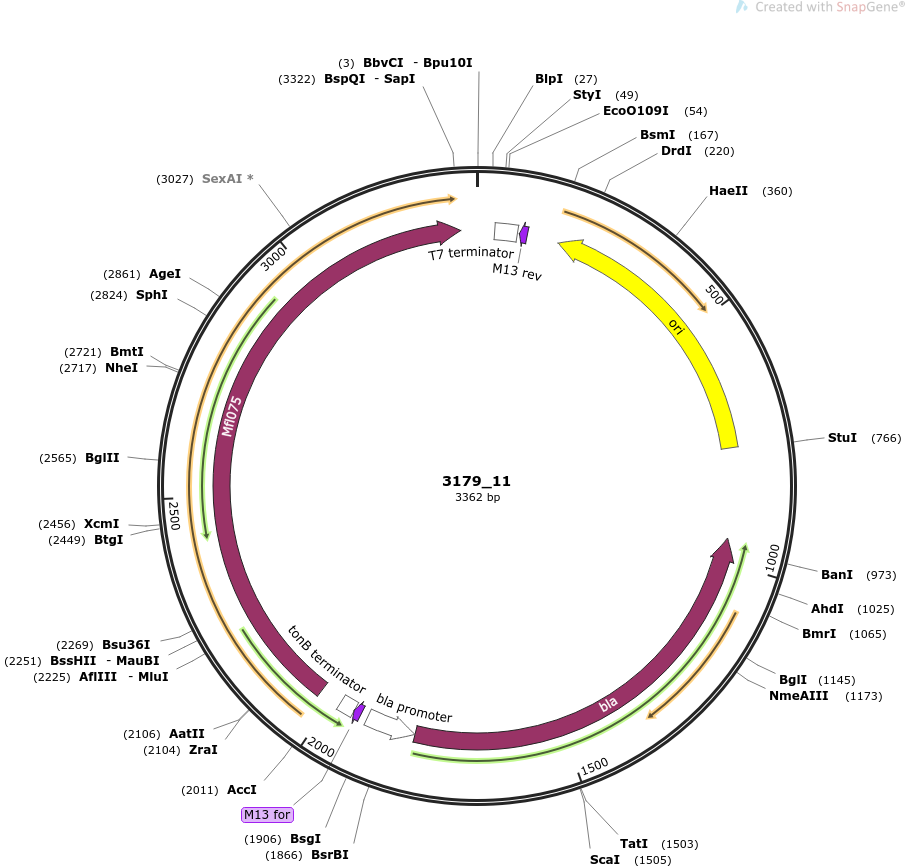 Created with SnapGene®
(3) BbvCI - Bpu10I
(3322) BspQI - SapI
BlpI (27)
StyI (49)
EcoO109I (54)
BsmI (167)
DrdI (220)
HaeII (360)
(3027) SexAI *
T7 terminator
M13 rev
3000
500
ori
(2861) AgeI
(2824) SphI
(2721) BmtI
(2717) NheI
Mfl075
StuI (766)
(2565) BglII
3179_11
3362 bp
2500
(2456) XcmI
(2449) BtgI
1000
BanI (973)
AhdI (1025)
BmrI (1065)
(2269) Bsu36I
(2251) BssHII - MauBI
(2225) AflIII - MluI
tonB terminator
bla promoter
bla
BglI (1145)
NmeAIII (1173)
(2106) AatII
(2104) ZraI
2000
1500
(2011) AccI
M13 for
(1906) BsgI
(1866) BsrBI
TatI (1503)
ScaI (1505)